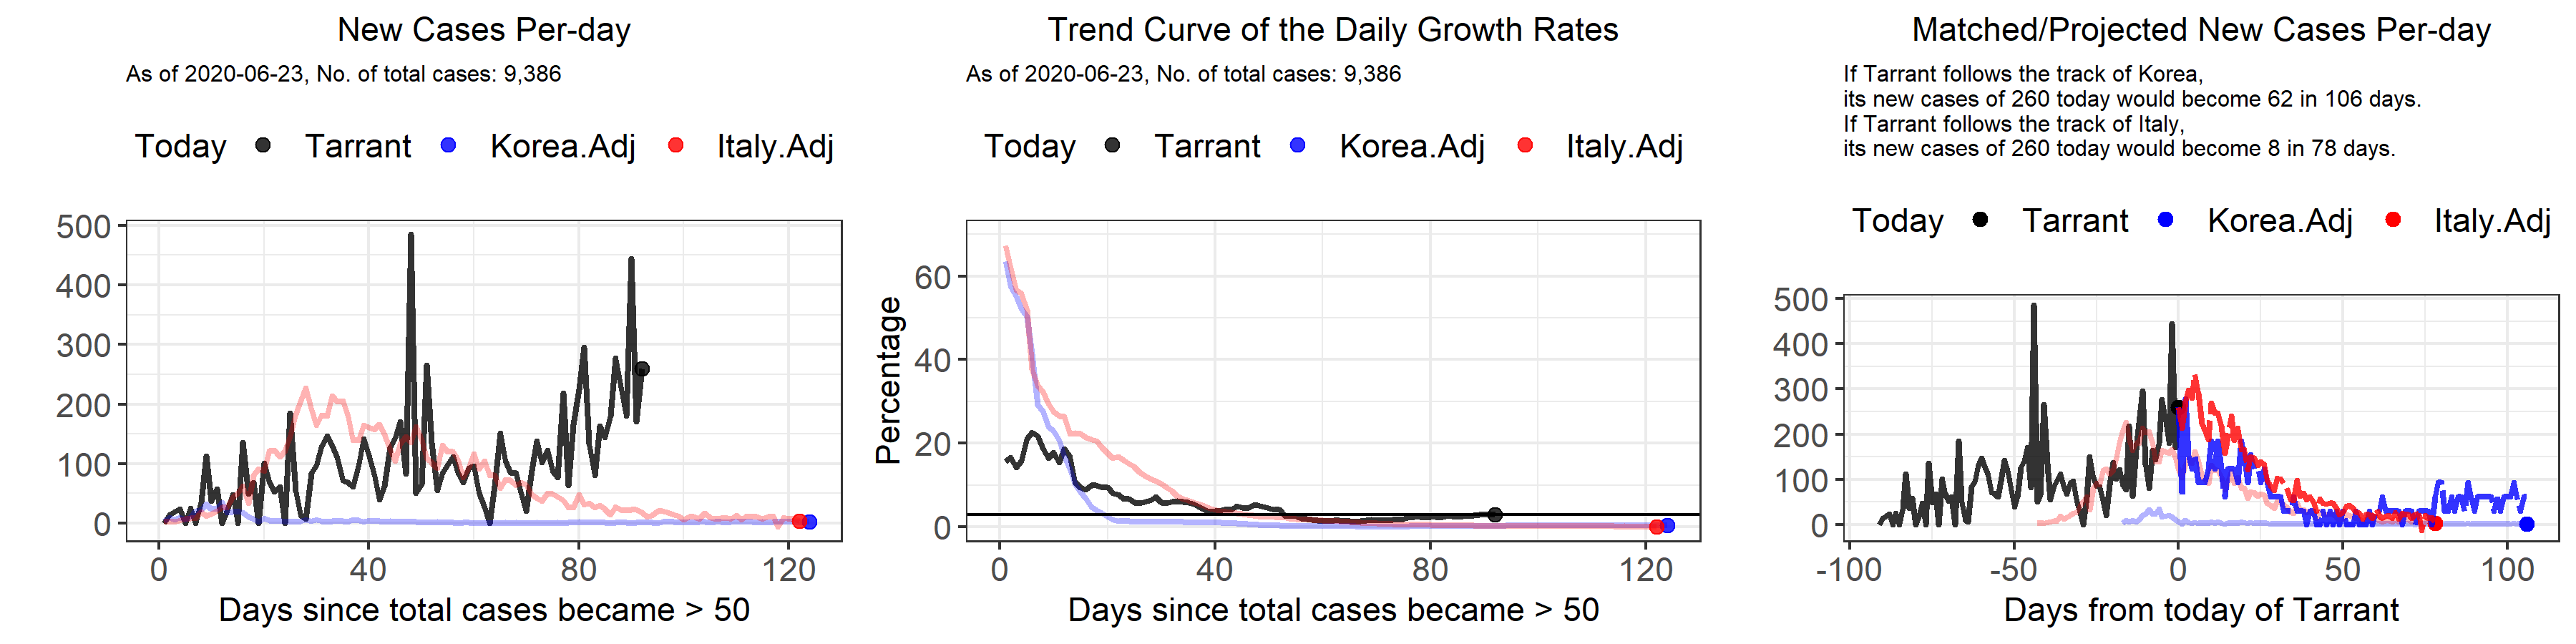 New Cases Per-day
As of 2020-06-23, No. of total cases: 9,386
Today Tarrant Korea.Adj Italy.Adj
500
400
300
200
100
0
0 40 80 120
Days since total cases became > 50
Trend Curve of the Daily Growth Rates
As of 2020-06-23, No. of total cases: 9,386
Today Tarrant Korea.Adj Italy.Adj
Percentage
60
40
20
0
0 40 80 120
Days since total cases became > 50
Matched/Projected New Cases Per-day
If Tarrant follows the track of Korea,
its new cases of 260 today would become 62 in 106 days.
If Tarrant follows the track of Italy,
its new cases of 260 today would become 8 in 78 days.
Today Tarrant Korea.Adj Italy.Adj
500
400
300
200
100
0
-100 -50 0 50 100
Days from today of Tarrant